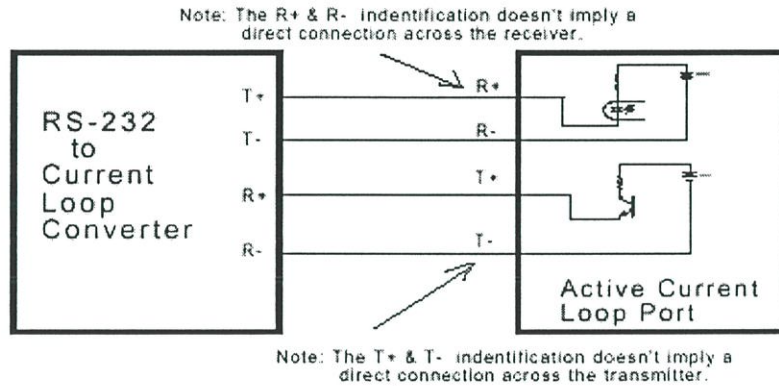 Note: The R+ & R- indentification doesn't imply a
direct connection across the receiver.
RS-232
to
Current
Loop
Converter
T+
T-
R+
R-
R+
R-
T+
T-
Active Current
Loop Port
Note: The T+ & T- indentification doesn't imply a
direct connection across the transmitter.